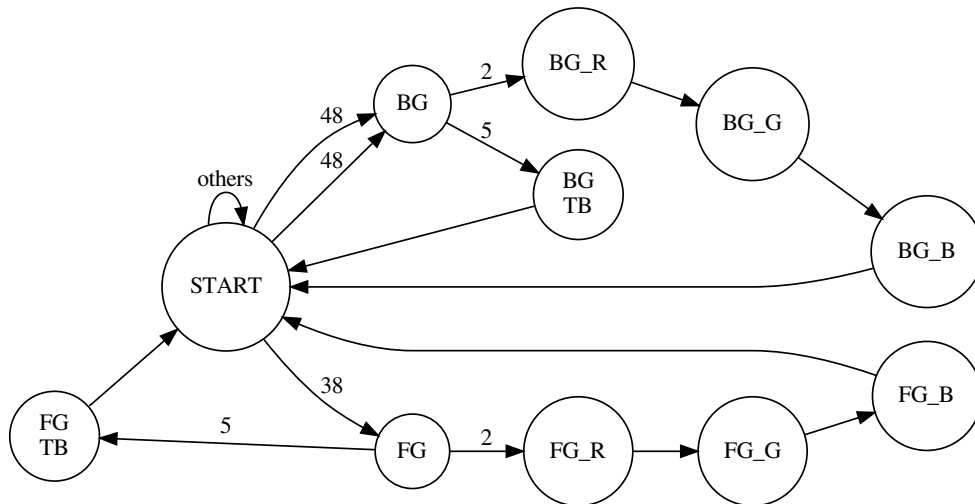 BG_R
2
BG
BG_G
48
5
48
BG
TB
others
BG_B
START
38
FG_B
FG
TB
5
FG
2
FG_R
FG_G